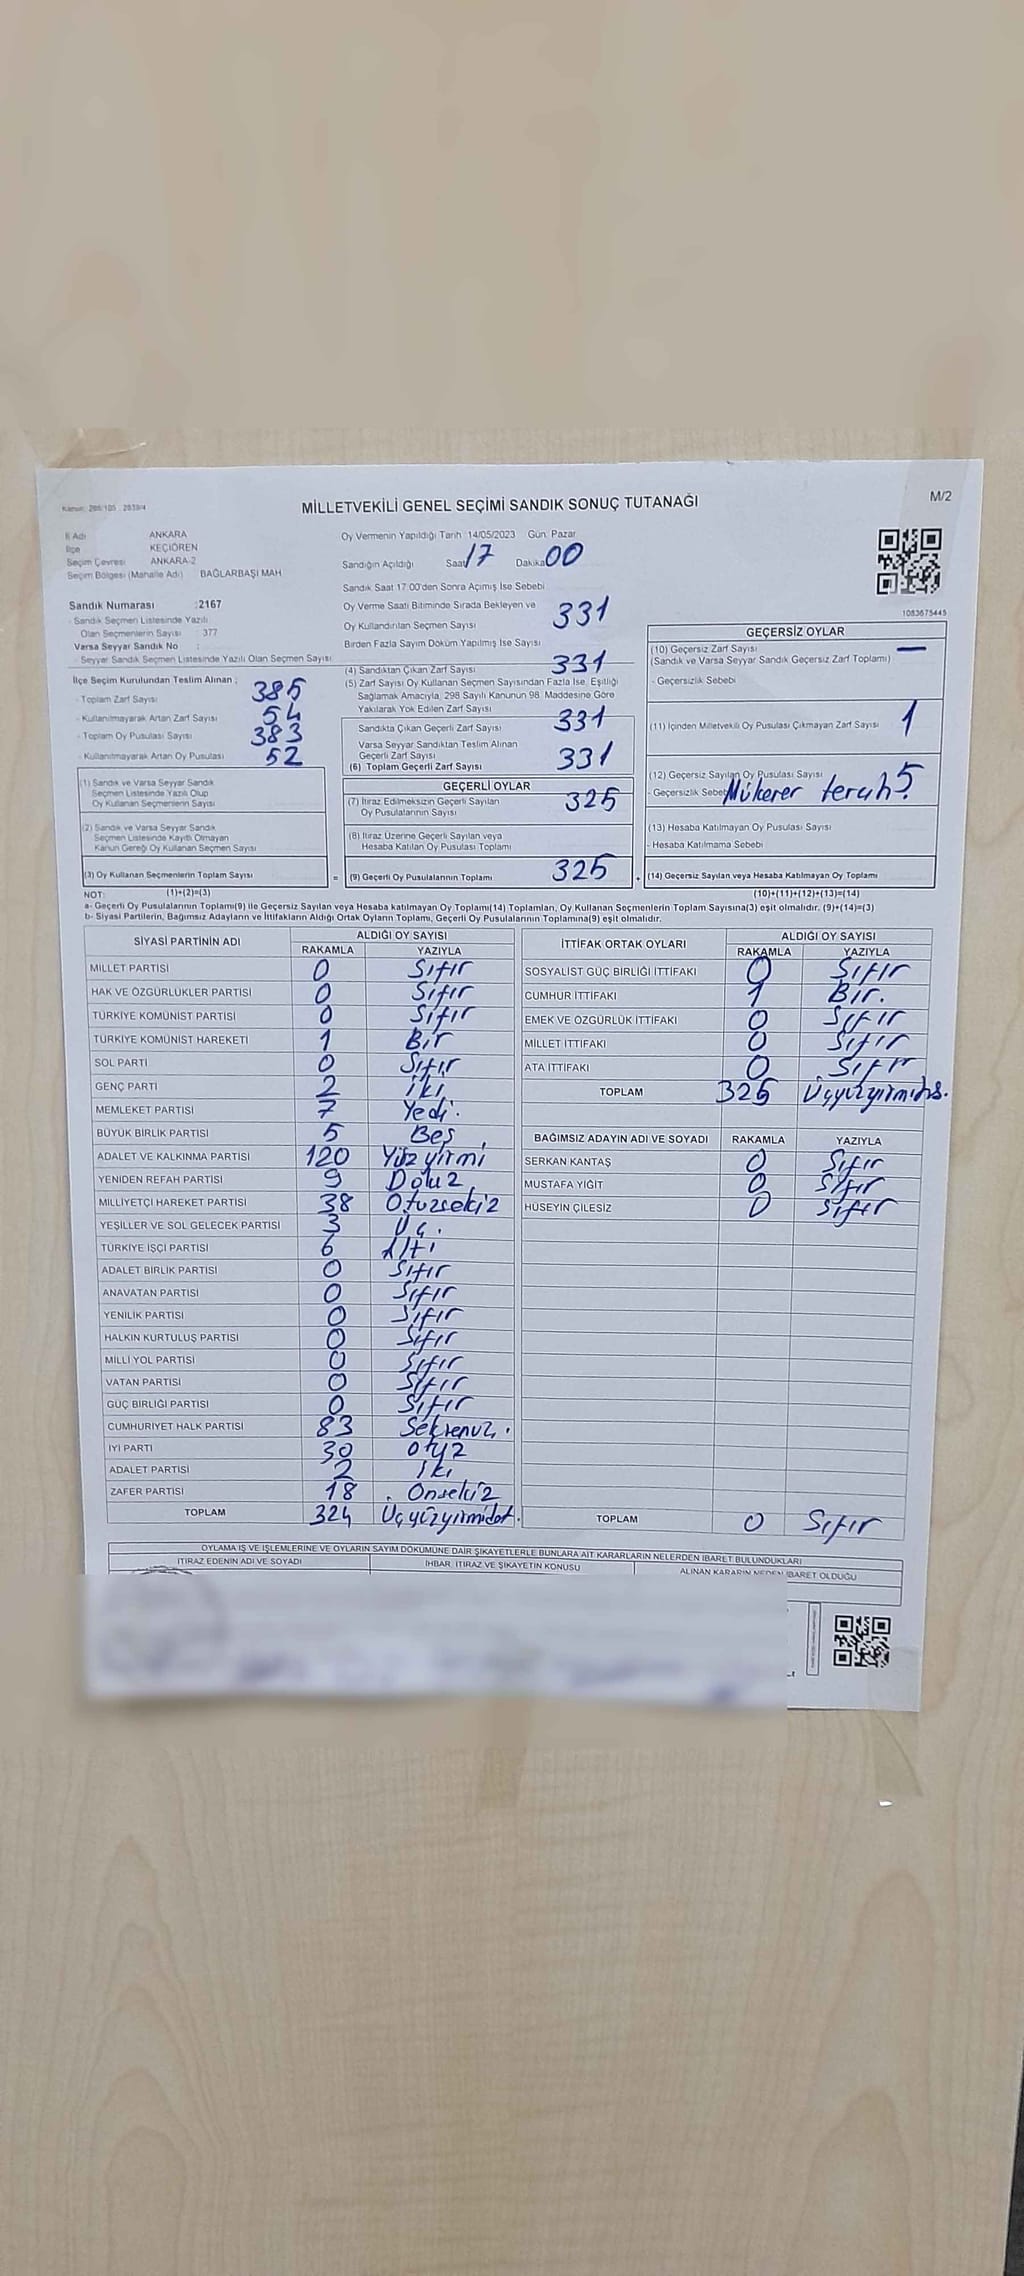 Kanun: 298/105 , 2839/4
MİLLETVEKİLİ GENEL SEÇİMİ SANDIK SONUÇ TUTANAĞI
M/2
İl Adı ANKARA
İlçe KEÇİÖREN
Seçim Çevresi ANKARA-2
Seçim Bölgesi (Mahalle Adı) BAĞLARBAŞI MAH
Oy Vermenin Yapıldığı Tarih 14/05/2023 Gün: Pazar
Sandığın Açıldığı Saat 17 Dakika 00
Sandık Saat 17:00'den Sonra Açımış İse Sebebi
1083675445
Sandık Numarası :2167
- Sandık Seçmen Listesinde Yazılı
Olan Seçmenlerin Sayısı : 377
Varsa Seyyar Sandık No :
- Seyyar Sandık Seçmen Listesinde Yazılı Olan Seçmen Sayısı:
Oy Verme Saati Bitiminde Sırada Bekleyen ve
Oy Kullandırılan Seçmen Sayısı 331
Birden Fazla Sayım Döküm Yapılmış İse Sayısı
İlçe Seçim Kurulundan Teslim Alınan ;
- Toplam Zarf Sayısı 385
- Kullanılmayarak Artan Zarf Sayısı 54
- Toplam Oy Pusulası Sayısı 383
- Kullanılmayarak Artan Oy Pusulası 52
(4) Sandıktan Çıkan Zarf Sayısı 331
(5) Zarf Sayısı Oy Kullanan Seçmen Sayısından Fazla İse, Eşitliği
Sağlamak Amacıyla, 298 Sayılı Kanunun 98. Maddesine Göre
Yakılarak Yok Edilen Zarf Sayısı
Sandıkta Çıkan Geçerli Zarf Sayısı 331
Varsa Seyyar Sandıktan Teslim Alınan
Geçerli Zarf Sayısı
(6) Toplam Geçerli Zarf Sayısı 331
GEÇERSİZ OYLAR
(10) Geçersiz Zarf Sayısı —
(Sandık ve Varsa Seyyar Sandık Geçersiz Zarf Toplamı)
- Geçersizlik Sebebi
(11) İçinden Milletvekili Oy Pusulası Çıkmayan Zarf Sayısı 1
(12) Geçersiz Sayılan Oy Pusulası Sayısı 5
- Geçersizlik Sebebi Mükerer tercih
(13) Hesaba Katılmayan Oy Pusulası Sayısı
- Hesaba Katılmama Sebebi
(14) Geçersiz Sayılan veya Hesaba Katılmayan Oy Toplamı
(10)+(11)+(12)+(13)=(14)
(1) Sandık ve Varsa Seyyar Sandık
Seçmen Listesinde Yazılı Olup
Oy Kullanan Seçmenlerin Sayısı
(2) Sandık ve Varsa Seyyar Sandık
Seçmen Listesinde Kayıtlı Olmayan
Kanun Gereği Oy Kullanan Seçmen Sayısı
(3) Oy Kullanan Seçmenlerin Toplam Sayısı =
(1)+(2)=(3)
GEÇERLİ OYLAR
(7) İtiraz Edilmeksizin Geçerli Sayılan
Oy Pusulalarının Sayısı 325
(8) İtiraz Üzerine Geçerli Sayılan veya
Hesaba Katılan Oy Pusulası Toplamı
(9) Geçerli Oy Pusulalarının Toplamı 325
NOT:
a- Geçerli Oy Pusulalarının Toplamı(9) ile Geçersiz Sayılan veya Hesaba katılmayan Oy Toplamı(14) Toplamları, Oy Kullanan Seçmenlerin Toplam Sayısına(3) eşit olmalıdır. (9)+(14)=(3)
b- Siyasi Partilerin, Bağımsız Adayların ve İttifakların Aldığı Ortak Oyların Toplamı, Geçerli Oy Pusulalarının Toplamına(9) eşit olmalıdır.
SİYASİ PARTİNİN ADI ALDIĞI OY SAYISI
RAKAMLA YAZIYLA
MİLLET PARTİSİ 0 Sıfır
HAK VE ÖZGÜRLÜKLER PARTİSİ 0 Sıfır
TÜRKİYE KOMÜNİST PARTİSİ 0 Sıfır
TÜRKİYE KOMÜNİST HAREKETİ 1 Bir
SOL PARTİ 0 Sıfır
GENÇ PARTİ 2 İki
MEMLEKET PARTİSİ 7 Yedi.
BÜYÜK BİRLİK PARTİSİ 5 Beş
ADALET VE KALKINMA PARTİSİ 120 Yüzyirmi
YENİDEN REFAH PARTİSİ 9 Dokuz
MİLLİYETÇİ HAREKET PARTİSİ 38 Otuzsekiz
YEŞİLLER VE SOL GELECEK PARTİSİ 3 Üç.
TÜRKİYE İŞÇİ PARTİSİ 6 Altı
ADALET BİRLİK PARTİSİ 0 Sıfır
ANAVATAN PARTİSİ 0 Sıfır
YENİLİK PARTİSİ 0 Sıfır
HALKIN KURTULUŞ PARTİSİ 0 Sıfır
MİLLİ YOL PARTİSİ 0 Sıfır
VATAN PARTİSİ 0 Sıfır
GÜÇ BİRLİĞİ PARTİSİ 0 Sıfır
CUMHURİYET HALK PARTİSİ 83 Seksenüç.
İYİ PARTİ 30 Otuz
ADALET PARTİSİ 2 İki
ZAFER PARTİSİ 18 Onsekiz
TOPLAM 324 Üçyüzyirmidört.
İTTİFAK ORTAK OYLARI ALDIĞI OY SAYISI
RAKAMLA YAZIYLA
SOSYALİST GÜÇ BİRLİĞİ İTTİFAKI 0 Sıfır
CUMHUR İTTİFAKI 1 Bir.
EMEK VE ÖZGÜRLÜK İTTİFAKI 0 Sıfır
MİLLET İTTİFAKI 0 Sıfır
ATA İTTİFAKI 0 Sıfır
TOPLAM 325 Üçyüzyirmibeş.
BAĞIMSIZ ADAYIN ADI VE SOYADI RAKAMLA YAZIYLA
SERKAN KANTAŞ 0 Sıfır
MUSTAFA YİĞİT 0 Sıfır
HÜSEYİN ÇİLESİZ 0 Sıfır
TOPLAM 0 Sıfır
OYLAMA İŞ VE İŞLEMLERİNE VE OYLARIN SAYIM DÖKÜMÜNE DAİR ŞİKAYETLERLE BUNLARA AİT KARARLARIN NELERDEN İBARET BULUNDUKLARI
İTİRAZ EDENİN ADI VE SOYADI İHBAR, İTİRAZ VE ŞİKAYETİN KONUSU ALINAN KARARIN NEDEN İBARET OLDUĞU